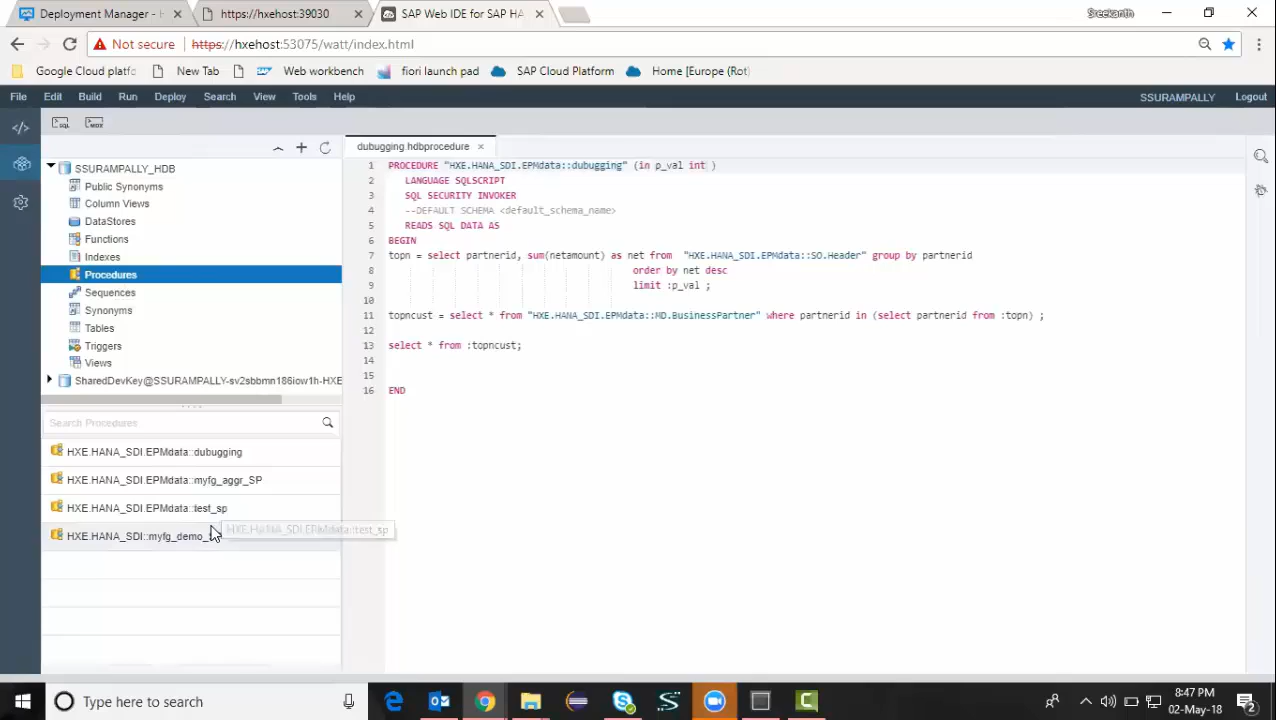 Deployment Manager - H
https://hxehost:39030
SAP Web IDE for SAP HA
Sreekanth
Not secure
https://hxehost:53075/watt/index.html
Google Cloud platfo
New Tab
Web workbench
fiori launch pad
SAP Cloud Platform
Home [Europe (Rot)
File Edit Build Run Deploy Search View Tools Help
SSURAMPALLY Logout
SQL MDX
SSURAMPALLY_HDB
Public Synonyms
Column Views
DataStores
Functions
Indexes
Procedures
Sequences
Synonyms
Tables
Triggers
Views
SharedDevKey@SSURAMPALLY-sv2sbbmn186iow1h-HXE
Search Procedures
HXE.HANA_SDI.EPMdata::dubugging
HXE.HANA_SDI.EPMdata::myfg_aggr_SP
HXE.HANA_SDI.EPMdata::test_sp
HXE.HANA_SDI.EPMdata::test_sp
HXE.HANA_SDI::myfg_demo_
dubugging.hdbprocedure
1 PROCEDURE "HXE.HANA_SDI.EPMdata::dubugging" (in p_val int )
2 LANGUAGE SQLSCRIPT
3 SQL SECURITY INVOKER
4 --DEFAULT SCHEMA <default_schema_name>
5 READS SQL DATA AS
6 BEGIN
7 topn = select partnerid, sum(netamount) as net from "HXE.HANA_SDI.EPMdata::SO.Header" group by partnerid
8 order by net desc
9 limit :p_val ;
10
11 topncust = select * from "HXE.HANA_SDI.EPMdata::MD.BusinessPartner" where partnerid in (select partnerid from :topn) ;
12
13 select * from :topncust;
14
15
16 END
Type here to search
8:47 PM
02-May-18
2